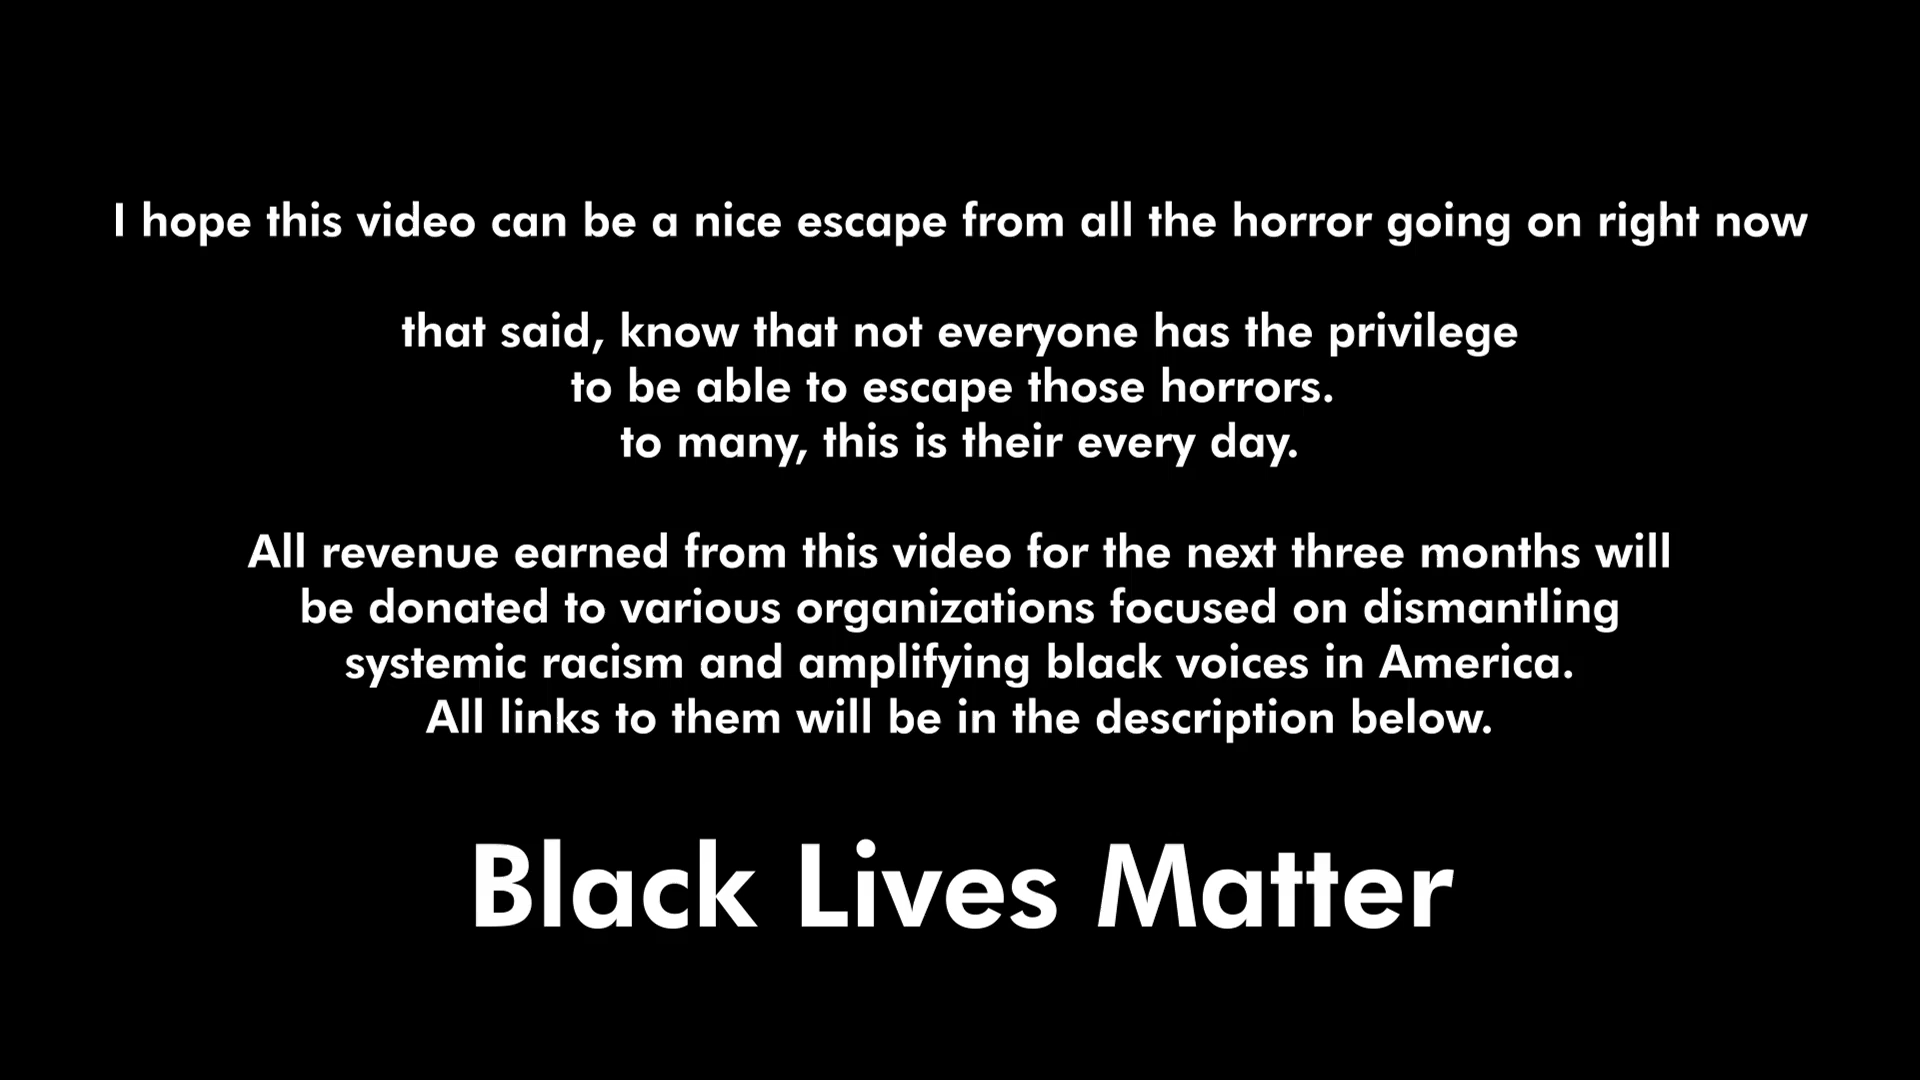 I hope this video can be a nice escape from all the horror going on right now
that said, know that not everyone has the privilege
to be able to escape those horrors.
to many, this is their every day.
All revenue earned from this video for the next three months will
be donated to various organizations focused on dismantling
systemic racism and amplifying black voices in America.
All links to them will be in the description below.
Black Lives Matter